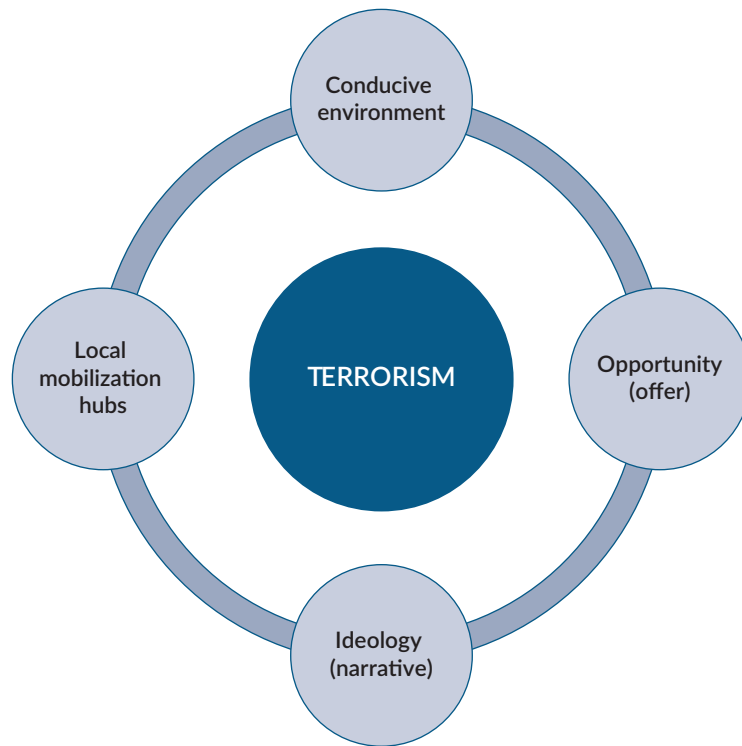 Conducive
environment
Local
mobilization
hubs
TERRORISM
Opportunity
(offer)
Ideology
(narrative)